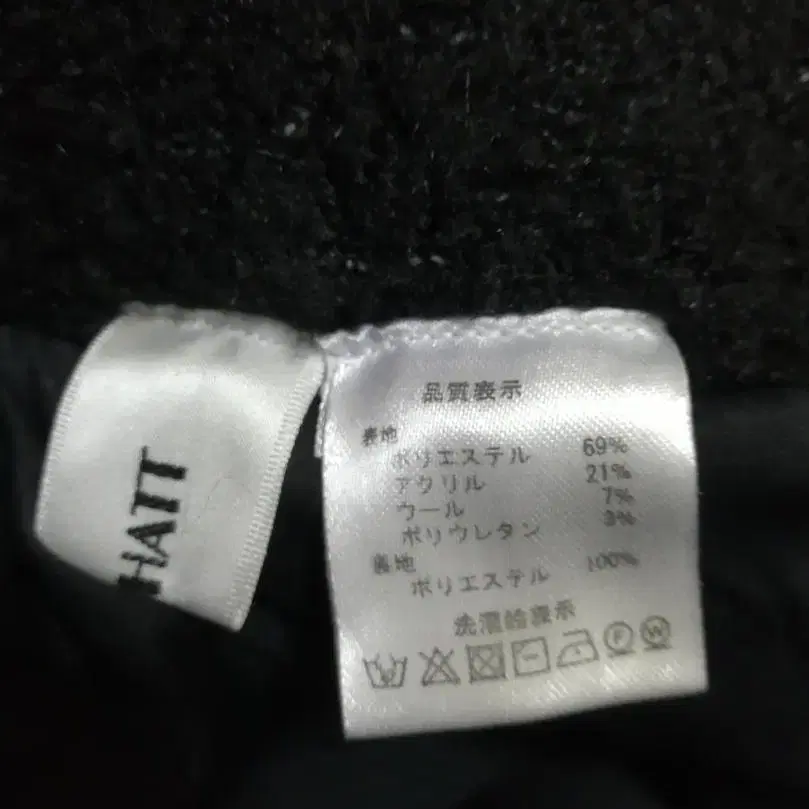 HATT
品質表示
表地
ポリエステル 69%
アクリル 21%
ウール 7%
ポリウレタン 3%
裏地
ポリエステル 100%
洗濯絵表示
F W